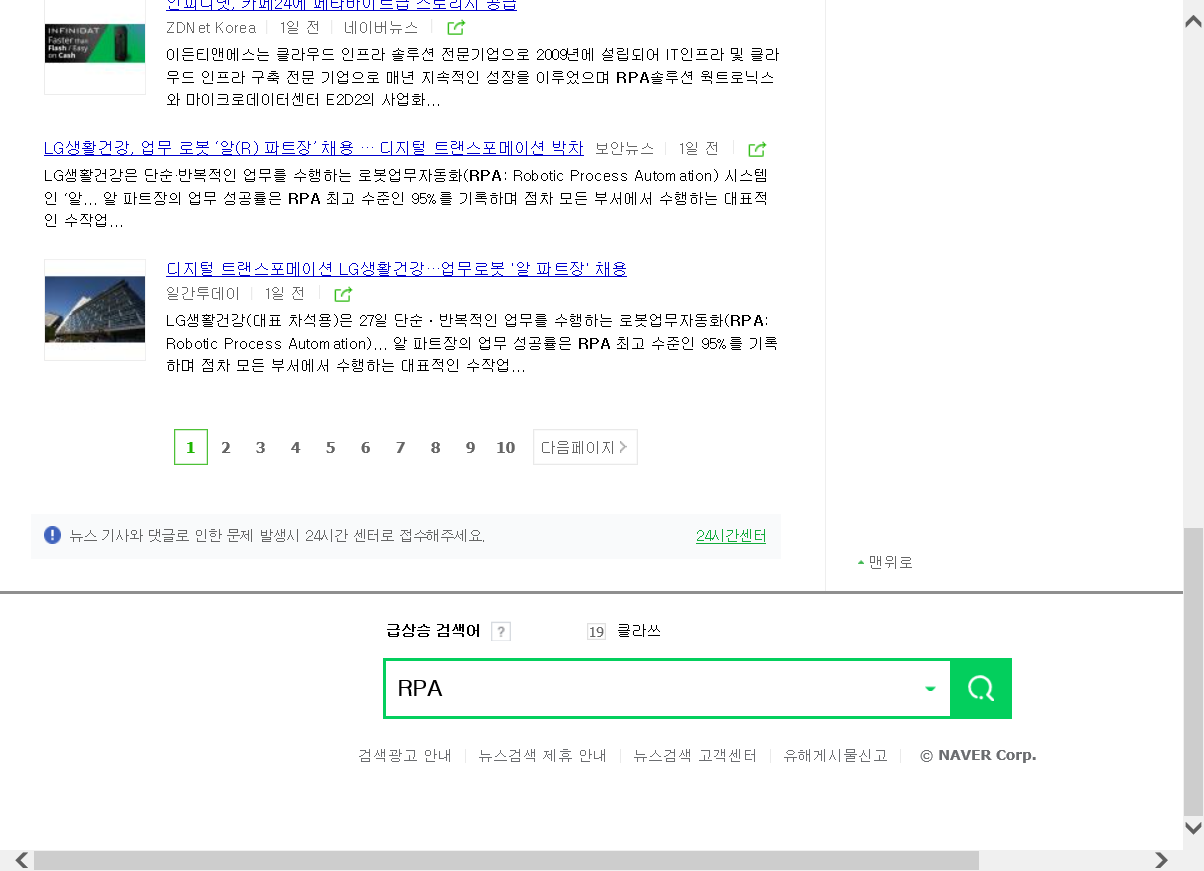 인피니댓, 카페24에 페타바이트급 스토리지 공급
INFINIDAT
Faster than
Flash / Easy
on Cash
ZDNet Korea 1일 전 네이버뉴스
이든티앤에스는 클라우드 인프라 솔루션 전문기업으로 2009년에 설립되어 IT인프라 및 클라
우드 인프라 구축 전문 기업으로 매년 지속적인 성장을 이루었으며 RPA솔루션 웍트로닉스
와 마이크로데이터센터 E2D2의 사업화...
LG생활건강, 업무 로봇 ‘알(R) 파트장’ 채용 … 디지털 트랜스포메이션 박차 보안뉴스 1일 전
LG생활건강은 단순·반복적인 업무를 수행하는 로봇업무자동화(RPA: Robotic Process Automation) 시스템
인 ‘알... 알 파트장의 업무 성공률은 RPA 최고 수준인 95%를 기록하며 점차 모든 부서에서 수행하는 대표적
인 수작업...
디지털 트랜스포메이션 LG생활건강…업무로봇 '알 파트장' 채용
일간투데이 1일 전
LG생활건강(대표 차석용)은 27일 단순·반복적인 업무를 수행하는 로봇업무자동화(RPA:
Robotic Process Automation)... 알 파트장의 업무 성공률은 RPA 최고 수준인 95%를 기록
하며 점차 모든 부서에서 수행하는 대표적인 수작업...
1 2 3 4 5 6 7 8 9 10 다음페이지
뉴스 기사와 댓글로 인한 문제 발생시 24시간 센터로 접수해주세요. 24시간센터
맨위로
급상승 검색어 ? 19 클라쓰
RPA
검색광고 안내 뉴스검색 제휴 안내 뉴스검색 고객센터 유해게시물신고 © NAVER Corp.